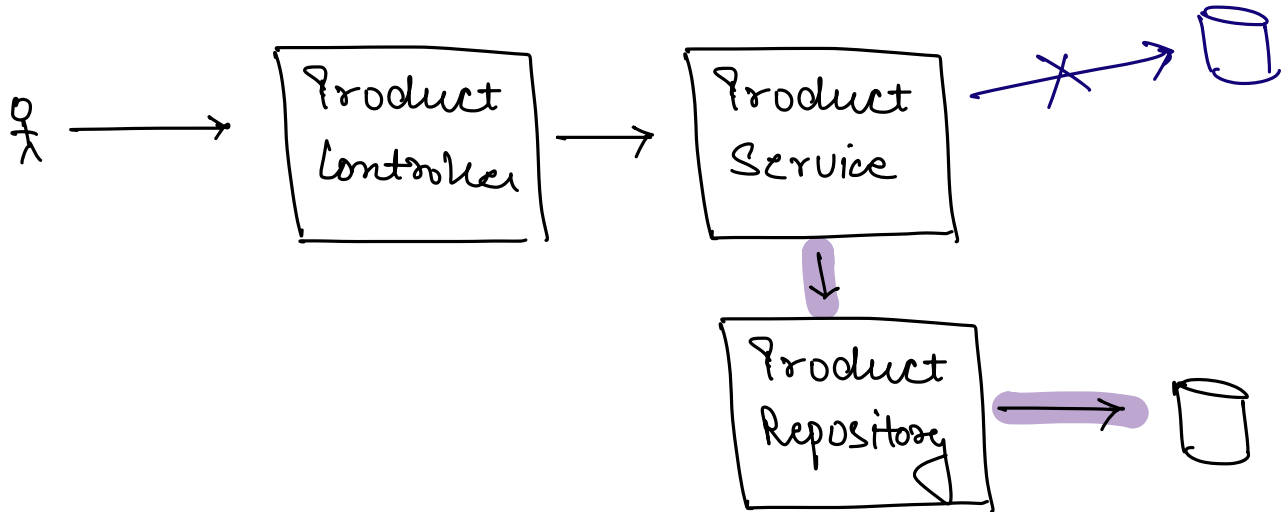 Product
Controller
Product
Service
Product
Repository